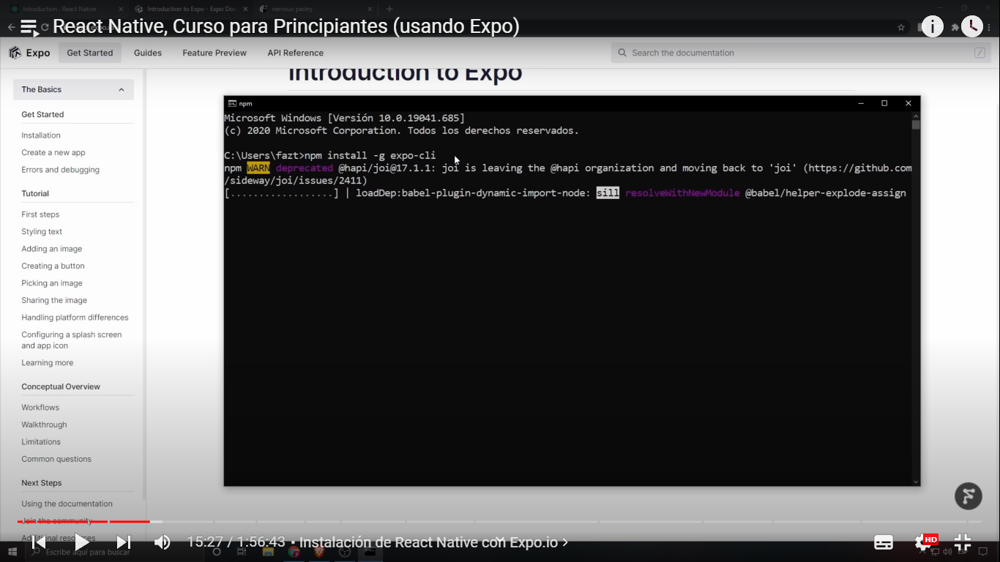 Introduction · React Native
Introduction to Expo - Expo Doc
nervous pastry
React Native, Curso para Principiantes (usando Expo)
Expo
Get Started
Guides
Feature Preview
API Reference
Search the documentation
/
Introduction to Expo
The Basics
Get Started
Installation
Create a new app
Errors and debugging
Tutorial
First steps
Styling text
Adding an image
Creating a button
Picking an image
Sharing the image
Handling platform differences
Configuring a splash screen
and app icon
Learning more
Conceptual Overview
Workflows
Walkthrough
Limitations
Common questions
Next Steps
Using the documentation
Join the community
Additional resources
npm
Microsoft Windows [Versión 10.0.19041.685]
(c) 2020 Microsoft Corporation. Todos los derechos reservados.
C:\Users\fazt>npm install -g expo-cli
npm WARN deprecated @hapi/joi@17.1.1: joi is leaving the @hapi organization and moving back to 'joi' (https://github.com
/sideway/joi/issues/2411)
[..................] | loadDep:babel-plugin-dynamic-import-node: sill resolveWithNewModule @babel/helper-explode-assign
15:27 / 1:56:43 • Instalación de React Native con Expo.io >
HD
Escribe aquí para buscar
ESP